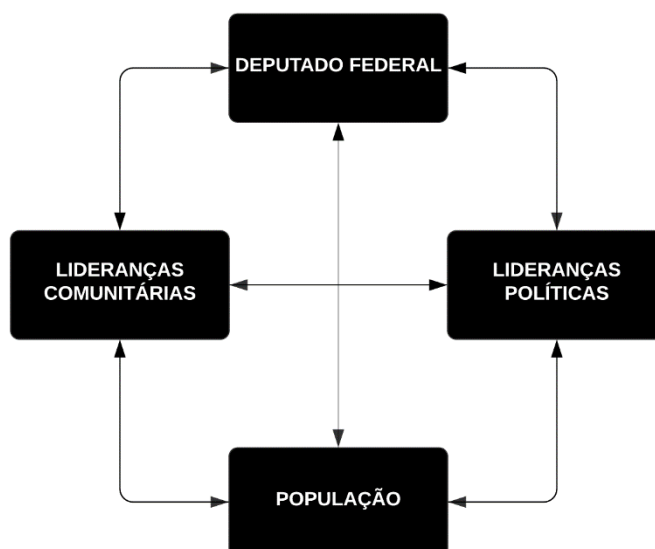 DEPUTADO FEDERAL
LIDERANÇAS
COMUNITÁRIAS
LIDERANÇAS
POLÍTICAS
POPULAÇÃO